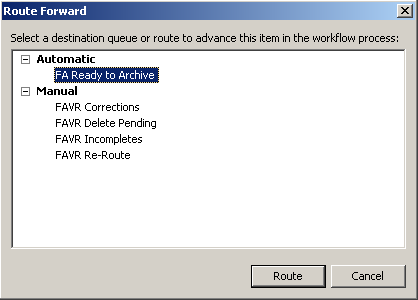 Route Forward
Select a destination queue or route to advance this item in the workflow process:
Automatic
FA Ready to Archive
Manual
FAVR Corrections
FAVR Delete Pending
FAVR Incompletes
FAVR Re-Route
Route
Cancel